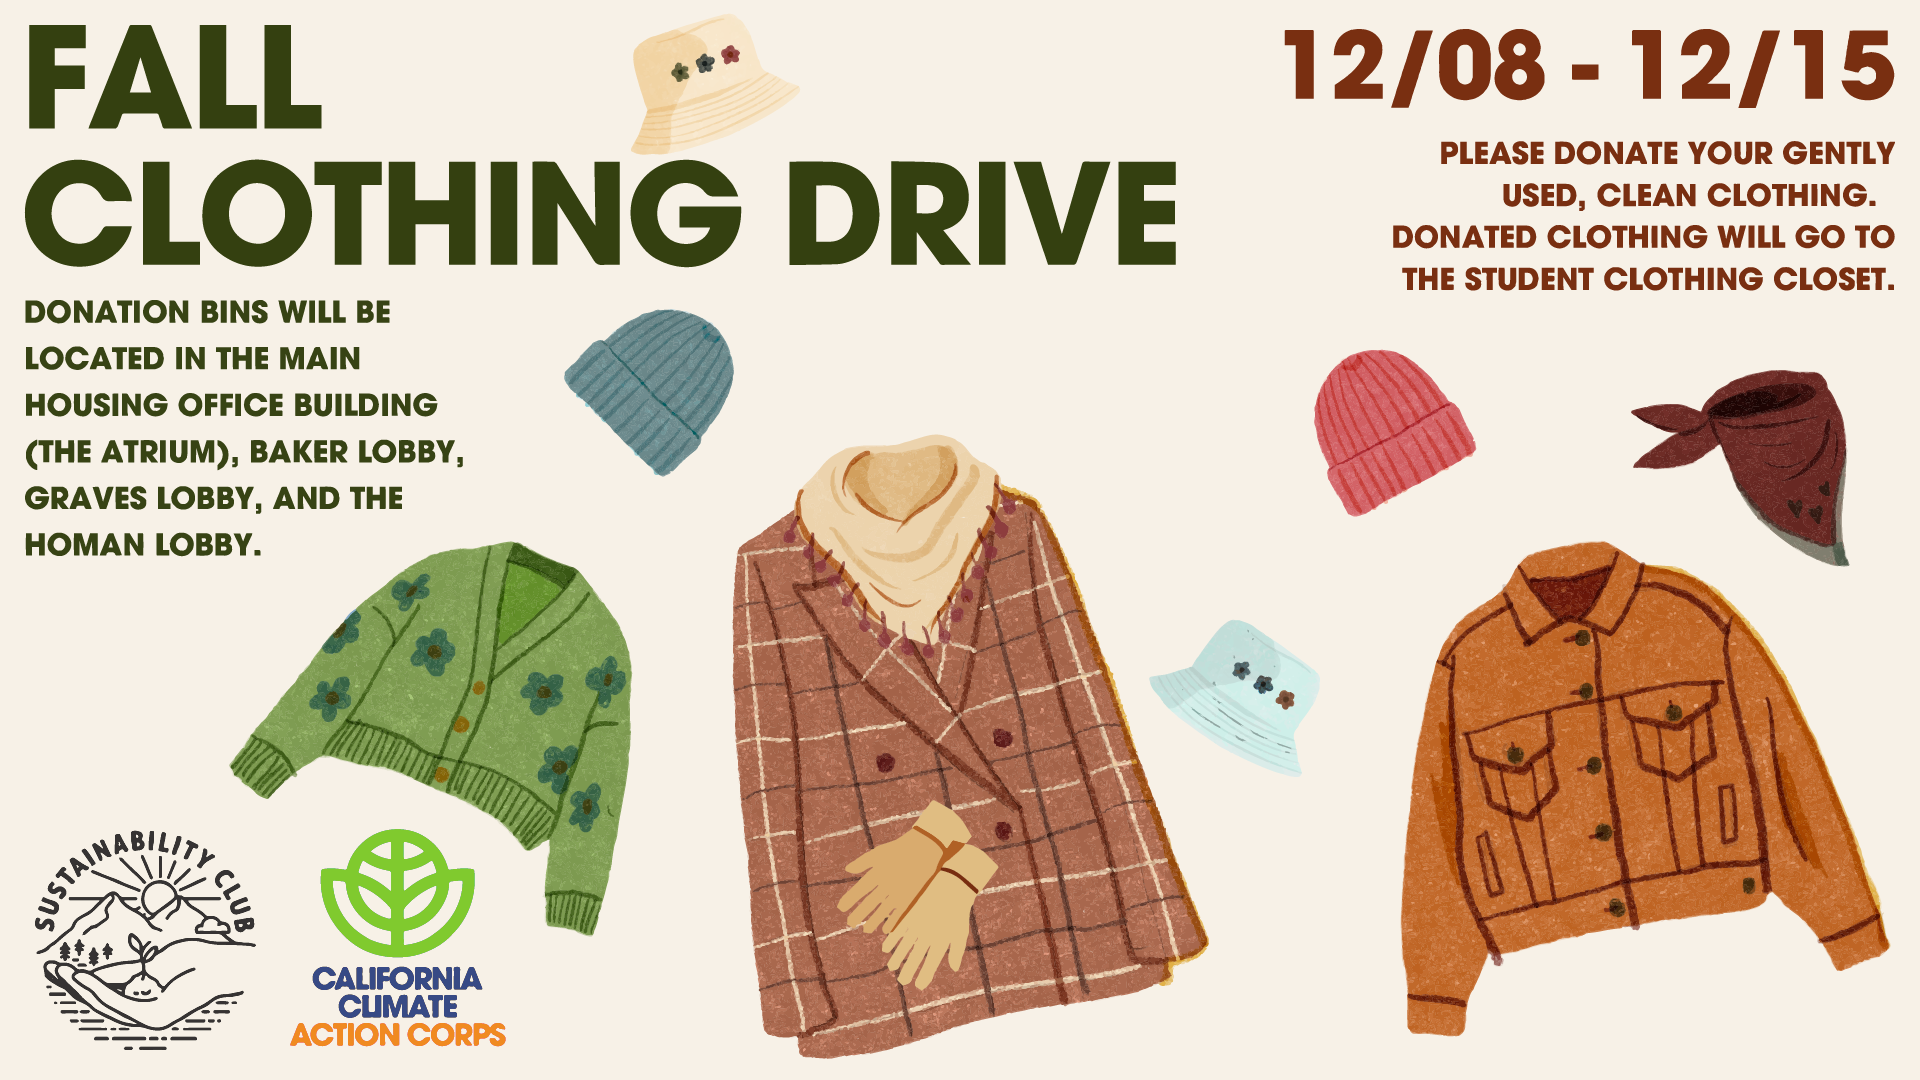 FALL
CLOTHING DRIVE
12/08 - 12/15
PLEASE DONATE YOUR GENTLY
USED, CLEAN CLOTHING.
DONATED CLOTHING WILL GO TO
THE STUDENT CLOTHING CLOSET.
DONATION BINS WILL BE
LOCATED IN THE MAIN
HOUSING OFFICE BUILDING
(THE ATRIUM), BAKER LOBBY,
GRAVES LOBBY, AND THE
HOMAN LOBBY.
SUSTAINABILITY CLUB
CALIFORNIA
CLIMATE
ACTION CORPS